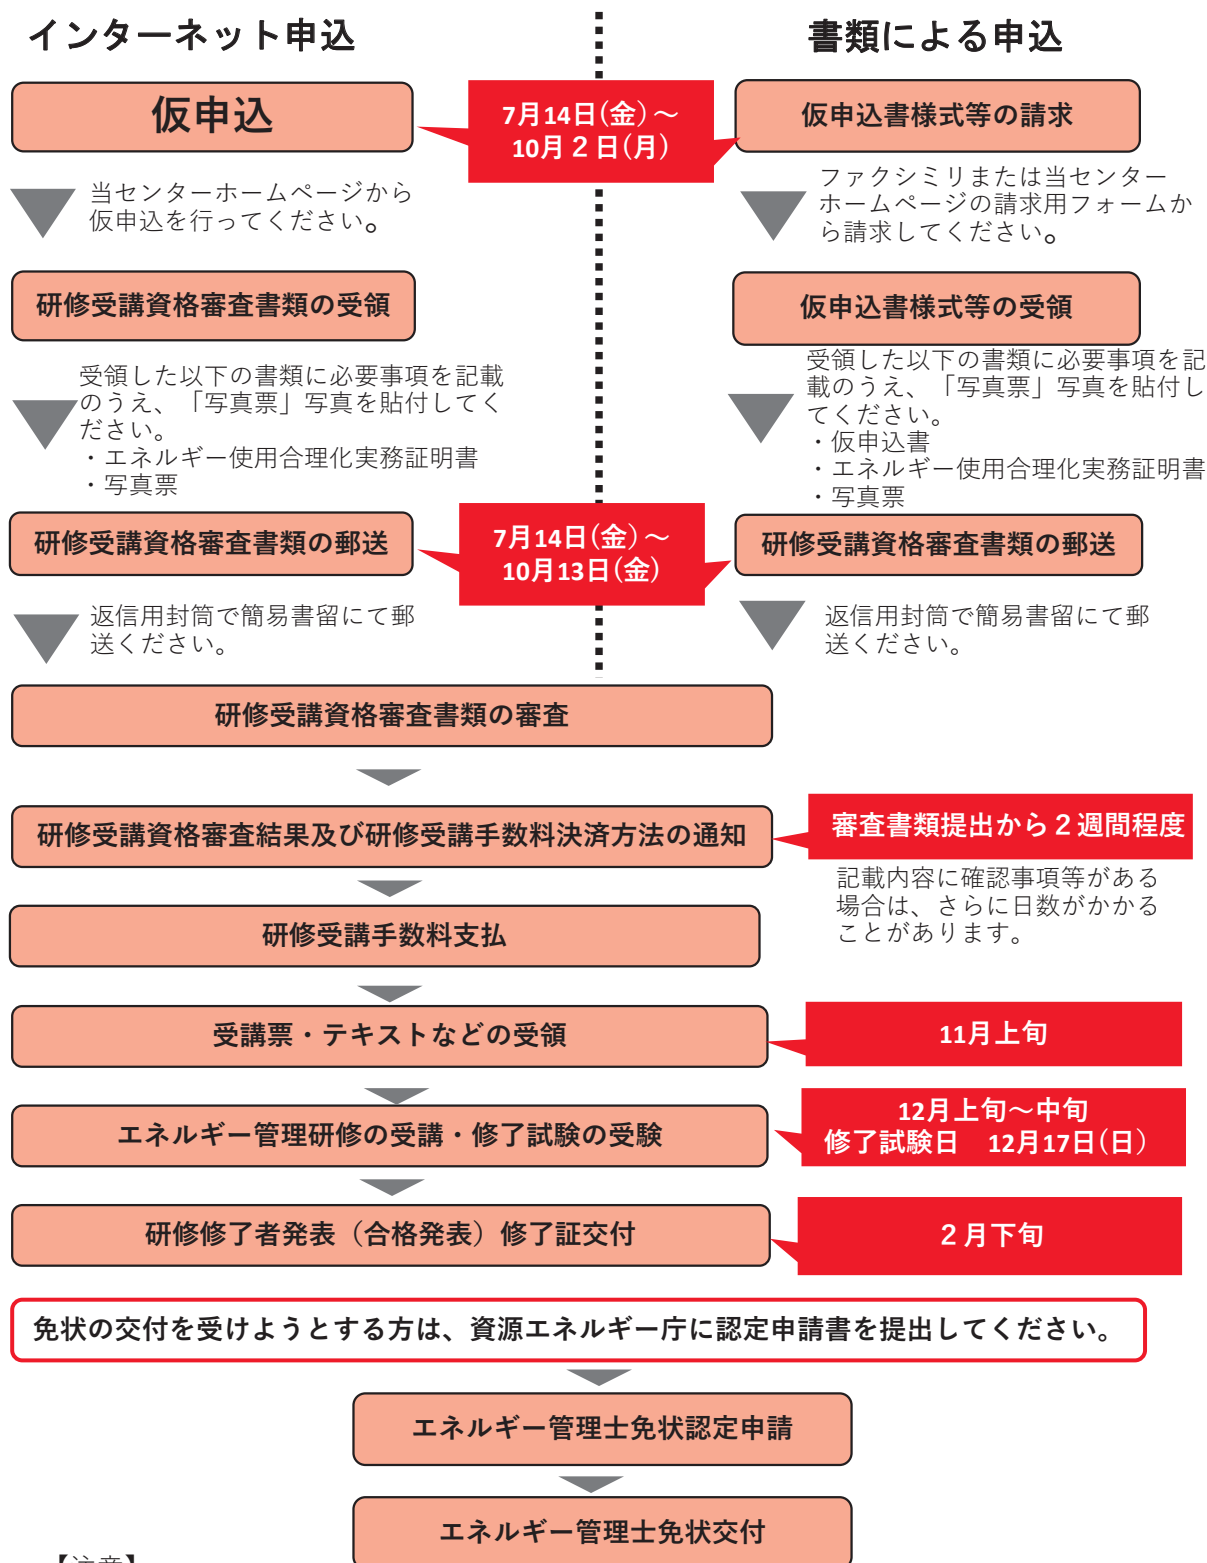 インターネット申込
書類による申込
仮申込
7月14日(金)～
10月２日(月)
仮申込書様式等の請求
当センターホームページから
仮申込を行ってください。
ファクシミリまたは当センター
ホームページの請求用フォームか
ら請求してください。
研修受講資格審査書類の受領
仮申込書様式等の受領
受領した以下の書類に必要事項を記載
のうえ、「写真票」写真を貼付してく
ださい。
・エネルギー使用合理化実務証明書
・写真票
受領した以下の書類に必要事項を記
載のうえ、「写真票」写真を貼付し
てください。
・仮申込書
・エネルギー使用合理化実務証明書
・写真票
研修受講資格審査書類の郵送
7月14日(金)～
10月13日(金)
研修受講資格審査書類の郵送
返信用封筒で簡易書留にて郵
送ください。
返信用封筒で簡易書留にて郵
送ください。
研修受講資格審査書類の審査
研修受講資格審査結果及び研修受講手数料決済方法の通知
審査書類提出から２週間程度
記載内容に確認事項等がある
場合は、さらに日数がかかる
ことがあります。
研修受講手数料支払
受講票・テキストなどの受領
11月上旬
エネルギー管理研修の受講・修了試験の受験
12月上旬～中旬
修了試験日　12月17日(日)
研修修了者発表（合格発表）修了証交付
２月下旬
免状の交付を受けようとする方は、資源エネルギー庁に認定申請書を提出してください。
エネルギー管理士免状認定申請
エネルギー管理士免状交付
【注意】